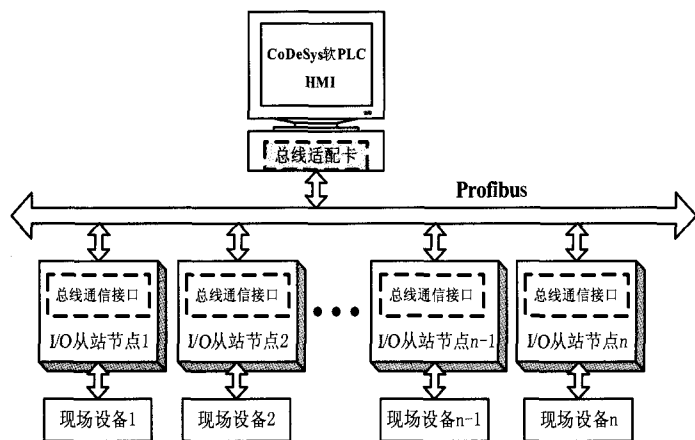 CoDeSys软PLC
HMI
总线适配卡
Profibus
总线通信接口
总线通信接口
总线通信接口
总线通信接口
I/O从站节点1
I/O从站节点2
I/O从站节点n-1
I/O从站节点n
现场设备1
现场设备2
现场设备n-1
现场设备n